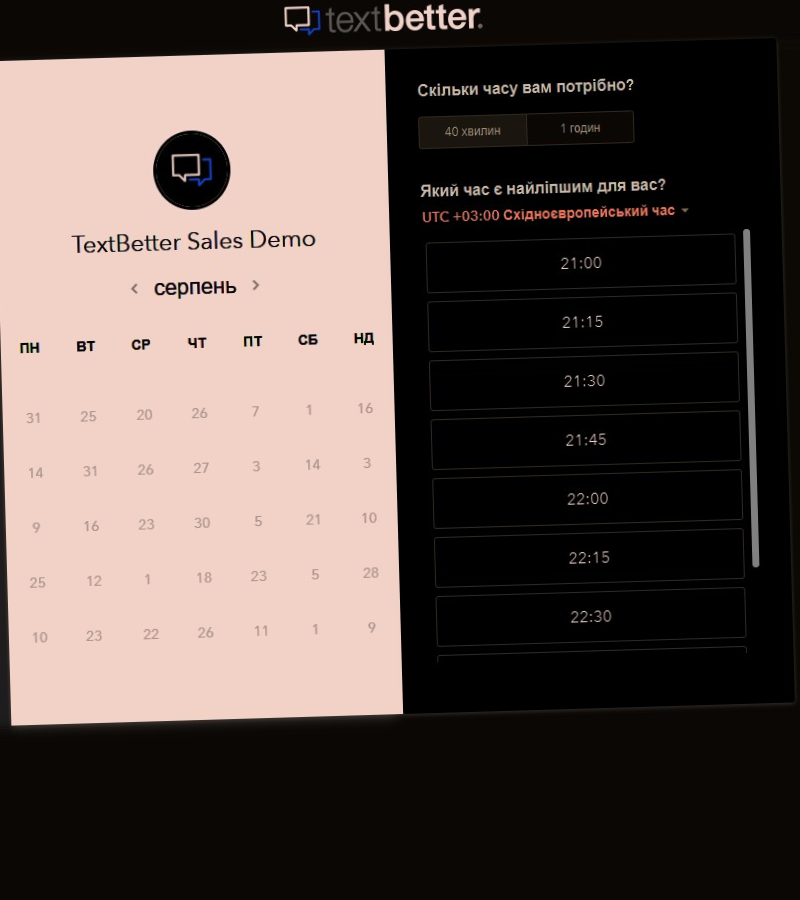 textbetter.
TextBetter Sales Demo
серпень
ПН ВТ СР ЧТ ПТ СБ НД
31 25 20 26 7 1 16
14 31 26 27 3 14 3
9 16 23 30 5 21 10
25 12 1 18 23 5 28
10 23 22 26 11 1 9
Скільки часу вам потрібно?
40 хвилин 1 годин
Який час є найліпшим для вас?
UTC +03:00 Східноєвропейський час
21:00
21:15
21:30
21:45
22:00
22:15
22:30